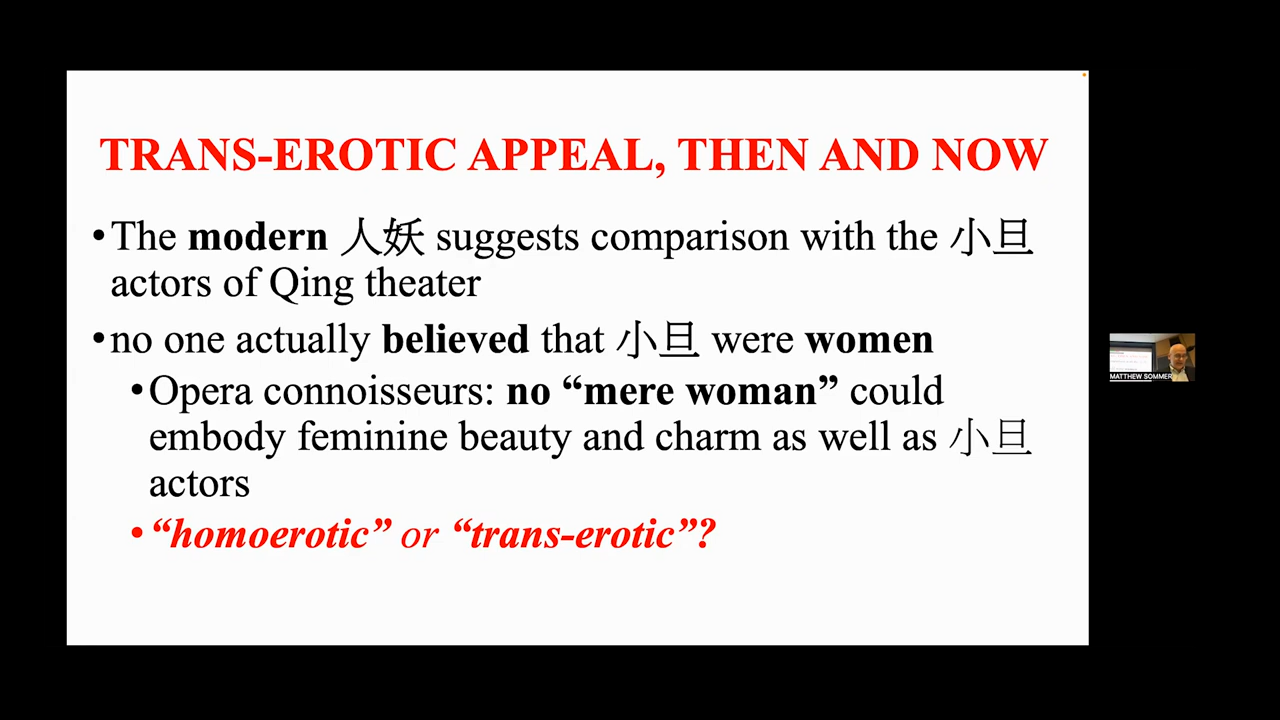 TRANS-EROTIC APPEAL, THEN AND NOW
•The modern 人妖 suggests comparison with the 小旦
actors of Qing theater
•no one actually believed that 小旦 were women
•Opera connoisseurs: no “mere woman” could
embody feminine beauty and charm as well as 小旦
actors
•“homoerotic” or “trans-erotic”?
MATTHEW SOMMER